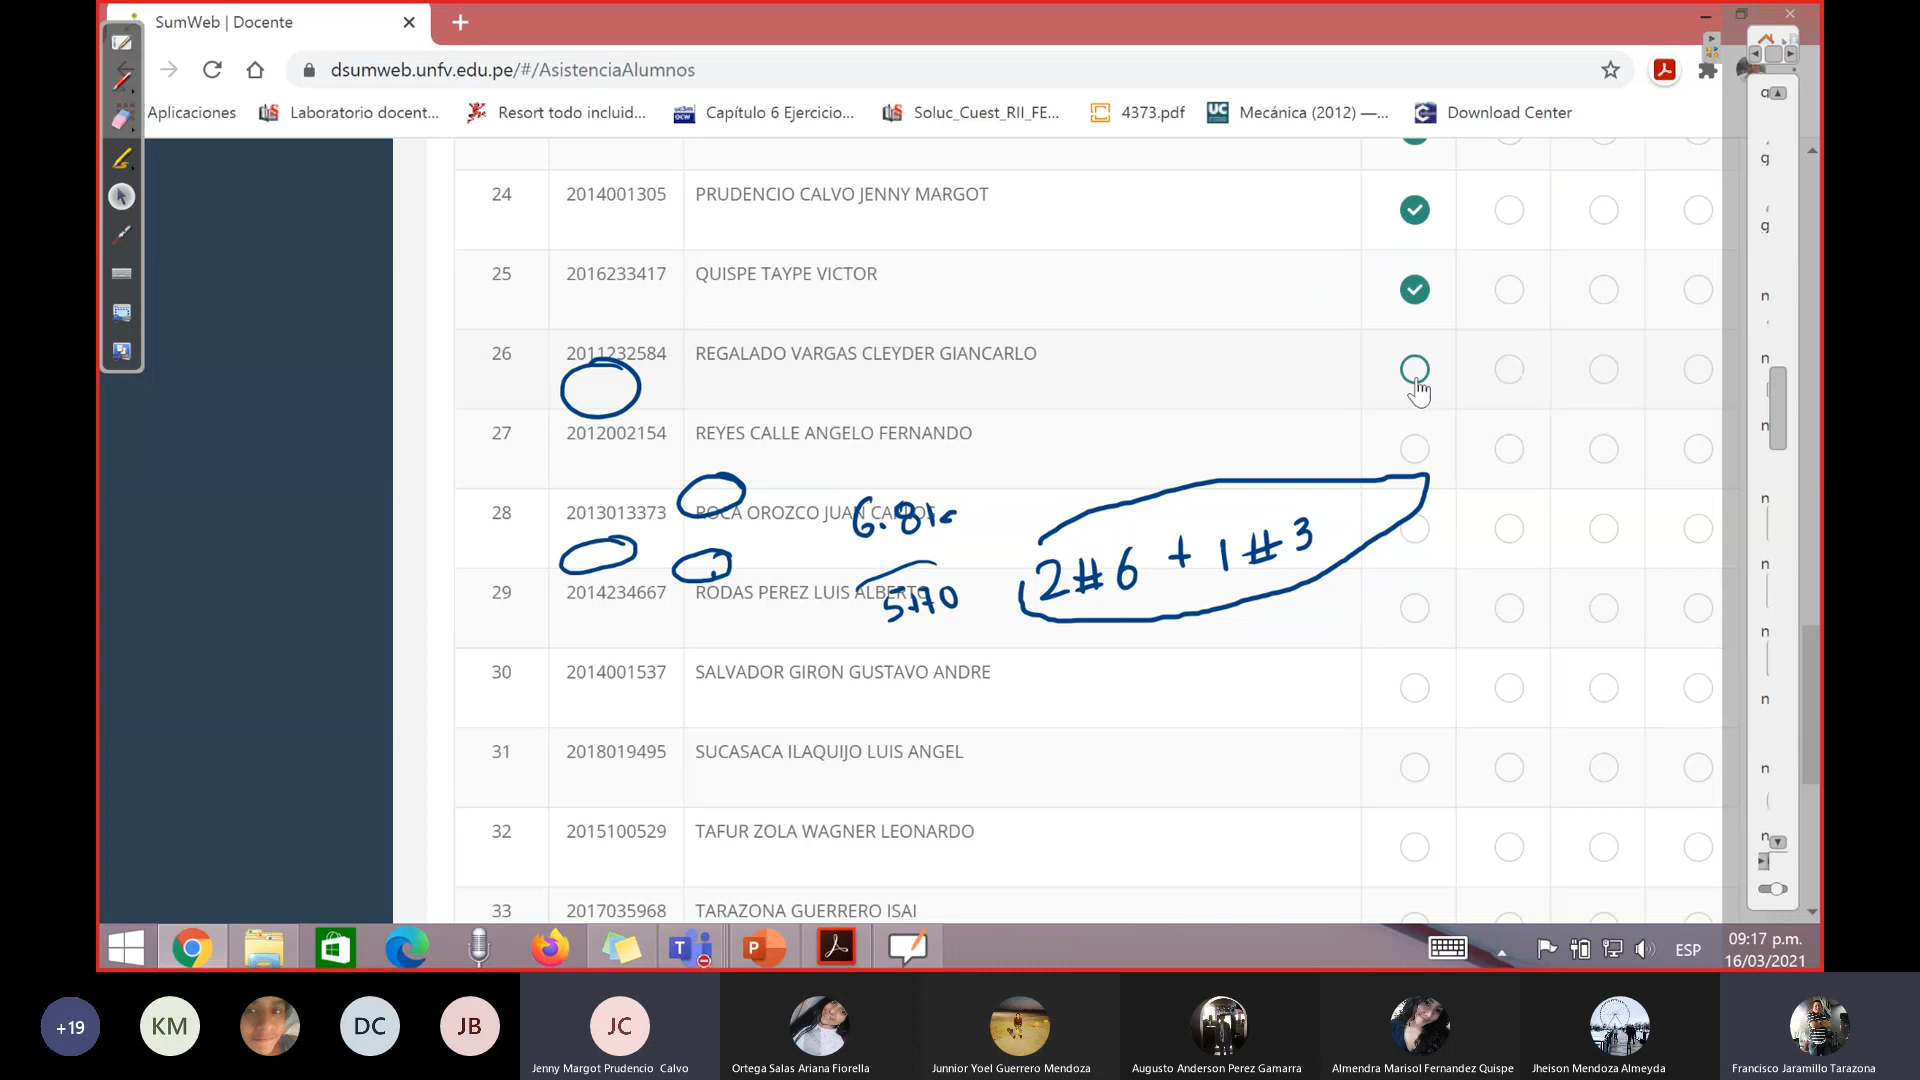 SumWeb | Docente
dsumweb.unfv.edu.pe/#/AsistenciaAlumnos
Aplicaciones Laboratorio docent... Resort todo incluid... Capítulo 6 Ejercicio... Soluc_Cuest_RII_FE... 4373.pdf Mecánica (2012) —... Download Center
24 2014001305 PRUDENCIO CALVO JENNY MARGOT
25 2016233417 QUISPE TAYPE VICTOR
26 2011232584 REGALADO VARGAS CLEYDER GIANCARLO
27 2012002154 REYES CALLE ANGELO FERNANDO
28 2013013373 ROCA OROZCO JUAN CARLOS
29 2014234667 RODAS PEREZ LUIS ALBERTO
2#6 + 1#3
30 2014001537 SALVADOR GIRON GUSTAVO ANDRE
31 2018019495 SUCASACA ILAQUIJO LUIS ANGEL
32 2015100529 TAFUR ZOLA WAGNER LEONARDO
33 2017035968 TARAZONA GUERRERO ISAI
ESP 09:17 p.m.
16/03/2021
+19 KM DC JB JC
Jenny Margot Prudencio Calvo Ortega Salas Ariana Fiorella Junnior Yoel Guerrero Mendoza Augusto Anderson Perez Gamarra Almendra Marisol Fernandez Quispe Jheison Mendoza Almeyda Francisco Jaramillo Tarazona